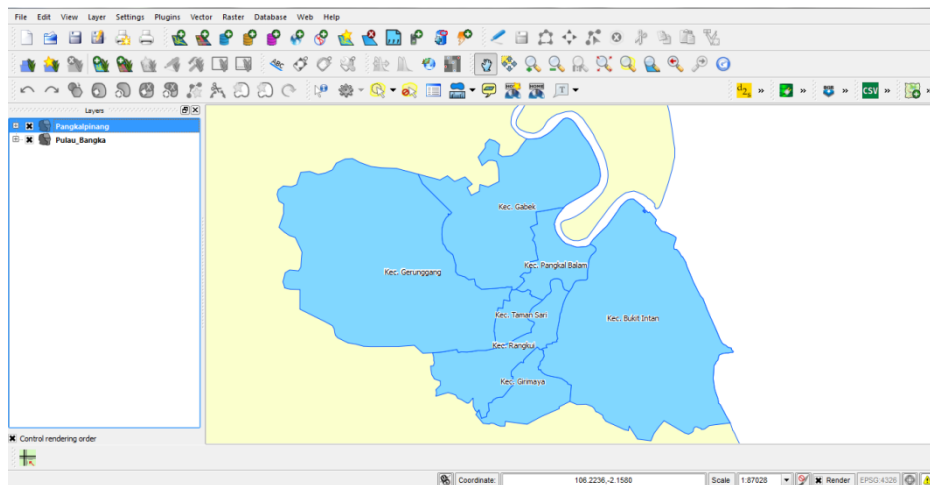 File Edit View Layer Settings Plugins Vector Raster Database Web Help
ABC
T
CSV
Layers
Pangkalpinang
Pulau_Bangka
Kec. Gabek
Kec. Pangkal Balam
Kec. Gerunggang
Kec. Taman Sari
Kec. Bukit Intan
Kec. Rangkui
Kec. Girimaya
Control rendering order
Coordinate: 106.2236,-2.1580 Scale 1:87028 Render EPSG:4326